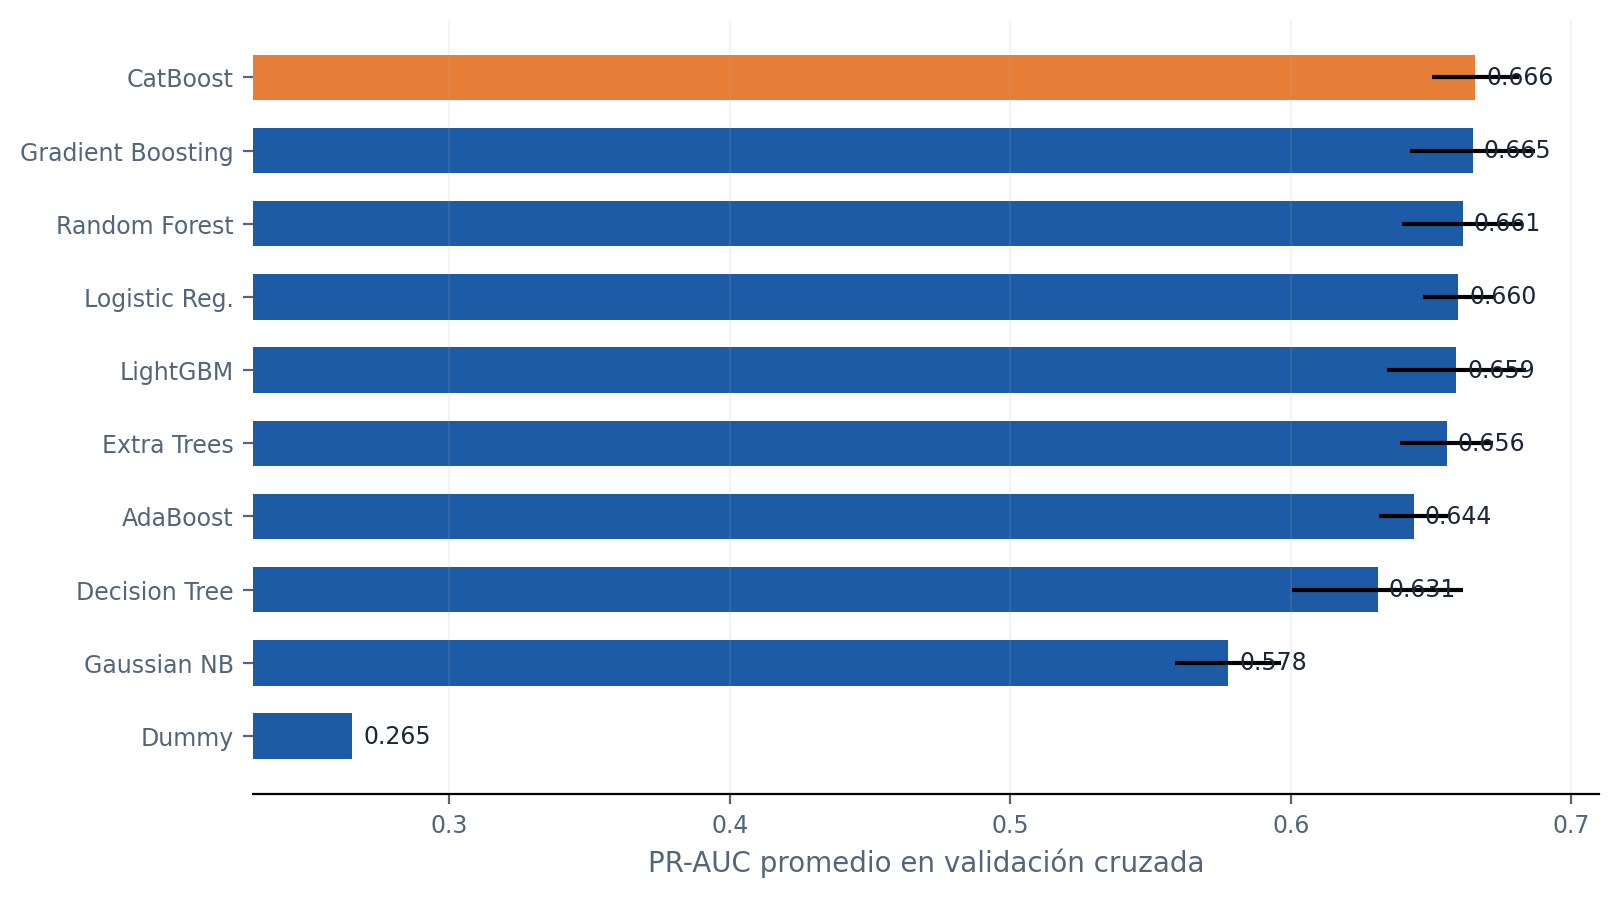 CatBoost 0.666
Gradient Boosting 0.665
Random Forest 0.661
Logistic Reg. 0.660
LightGBM 0.659
Extra Trees 0.656
AdaBoost 0.644
Decision Tree 0.631
Gaussian NB 0.578
Dummy 0.265
0.3 0.4 0.5 0.6 0.7
PR-AUC promedio en validación cruzada